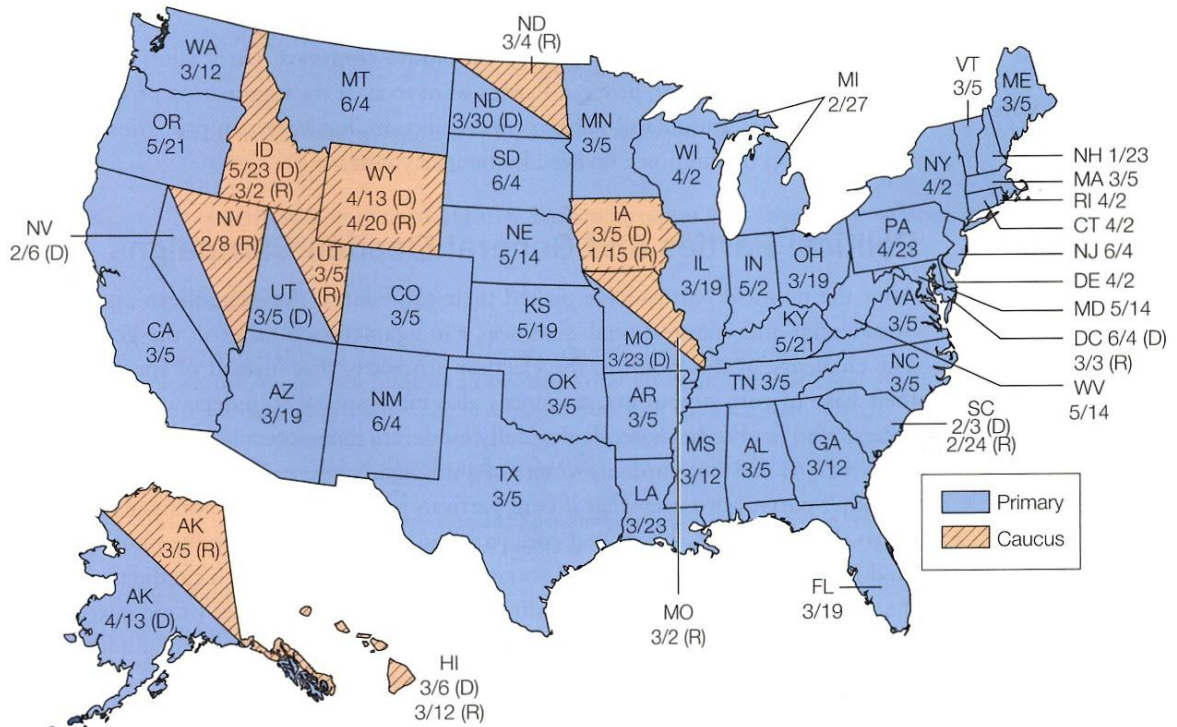 ND
3/4 (R)
WA
3/12
MT
6/4
ND
3/30 (D)
MN
3/5
MI
2/27
VT
3/5
ME
3/5
OR
5/21
ID
5/23 (D)
3/2 (R)
WY
4/13 (D)
4/20 (R)
SD
6/4
WI
4/2
NY
4/2
NH 1/23
MA 3/5
RI 4/2
CT 4/2
NJ 6/4
DE 4/2
MD 5/14
DC 6/4 (D)
3/3 (R)
WV
5/14
NV
2/6 (D)
NV
2/8 (R)
UT
3/5
(R)
UT
3/5 (D)
NE
5/14
IA
3/5 (D)
1/15 (R)
IL
3/19
IN
5/2
OH
3/19
PA
4/23
CA
3/5
CO
3/5
KS
5/19
MO
3/23 (D)
KY
5/21
VA
3/5
AZ
3/19
NM
6/4
OK
3/5
AR
3/5
TN 3/5
NC
3/5
SC
2/3 (D)
2/24 (R)
TX
3/5
LA
3/23
MS
3/12
AL
3/5
GA
3/12
Primary
Caucus
AK
3/5 (R)
AK
4/13 (D)
HI
3/6 (D)
3/12 (R)
MO
3/2 (R)
FL
3/19